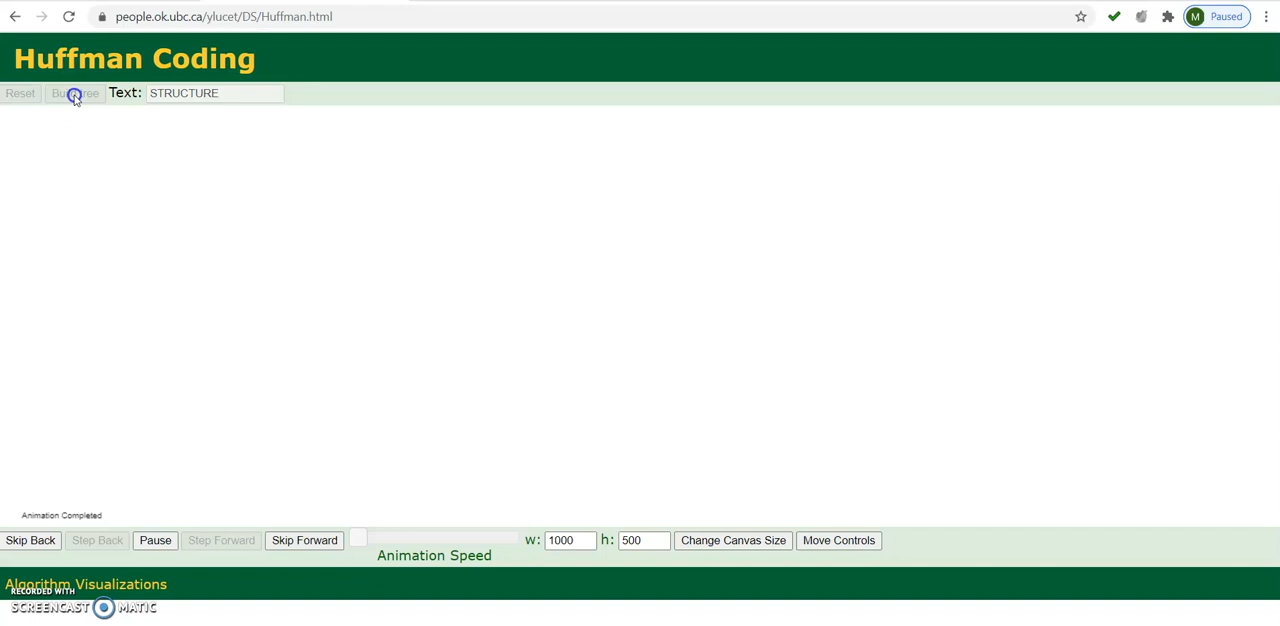 people.ok.ubc.ca/ylucet/DS/Huffman.html M Paused
Huffman Coding
Reset Text: STRUCTURE
Animation Completed
Skip Back Step Back Pause Step Forward Skip Forward w: 1000 h: 500 Change Canvas Size Move Controls
Animation Speed
Algorithm Visualizations
RECORDED WITH
SCREENCAST MATIC